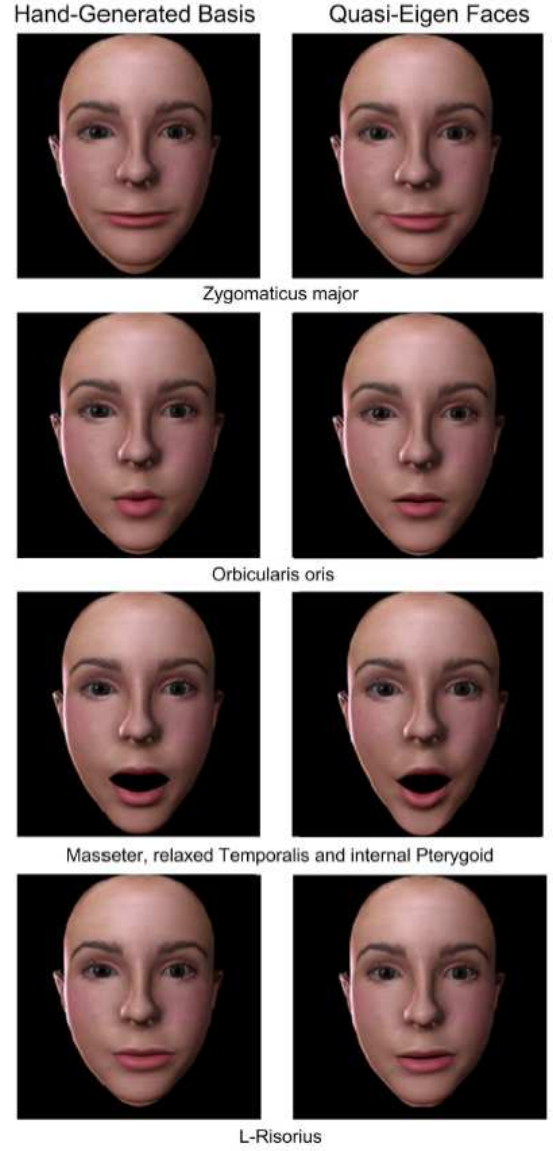 Hand-Generated Basis
Quasi-Eigen Faces
Zygomaticus major
Orbicularis oris
Masseter, relaxed Temporalis and internal Pterygoid
L-Risorius